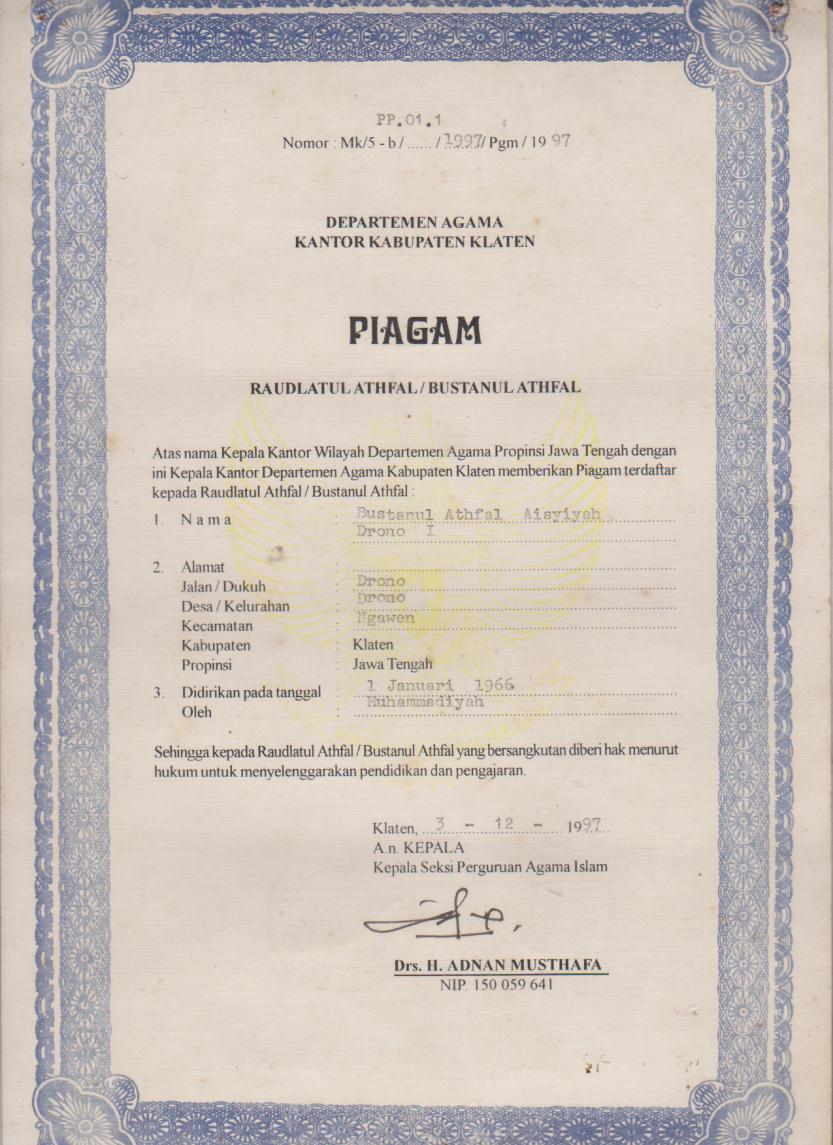 PP.01.1
Nomor : Mk/5 - b / ...... / 1997/ Pgm / 19 97
DEPARTEMEN AGAMA
KANTOR KABUPATEN KLATEN
PIAGAM
RAUDLATUL ATHFAL / BUSTANUL ATHFAL
Atas nama Kepala Kantor Wilayah Departemen Agama Propinsi Jawa Tengah dengan
ini Kepala Kantor Departemen Agama Kabupaten Klaten memberikan Piagam terdaftar
kepada Raudlatul Athfal / Bustanul Athfal :
1. N a m a : Bustanul Athfal Aisyiyah
Drono I
2. Alamat :
Jalan / Dukuh : Drono
Desa / Kelurahan : Drono
Kecamatan : Ngawen
Kabupaten : Klaten
Propinsi : Jawa Tengah
3. Didirikan pada tanggal : 1 Januari 1966
Oleh : Muhammadiyah
Sehingga kepada Raudlatul Athfal / Bustanul Athfal yang bersangkutan diberi hak menurut
hukum untuk menyelenggarakan pendidikan dan pengajaran.
Klaten, 3 - 12 - 1997
A.n. KEPALA
Kepala Seksi Perguruan Agama Islam
Drs. H. ADNAN MUSTHAFA
NIP. 150 059 641